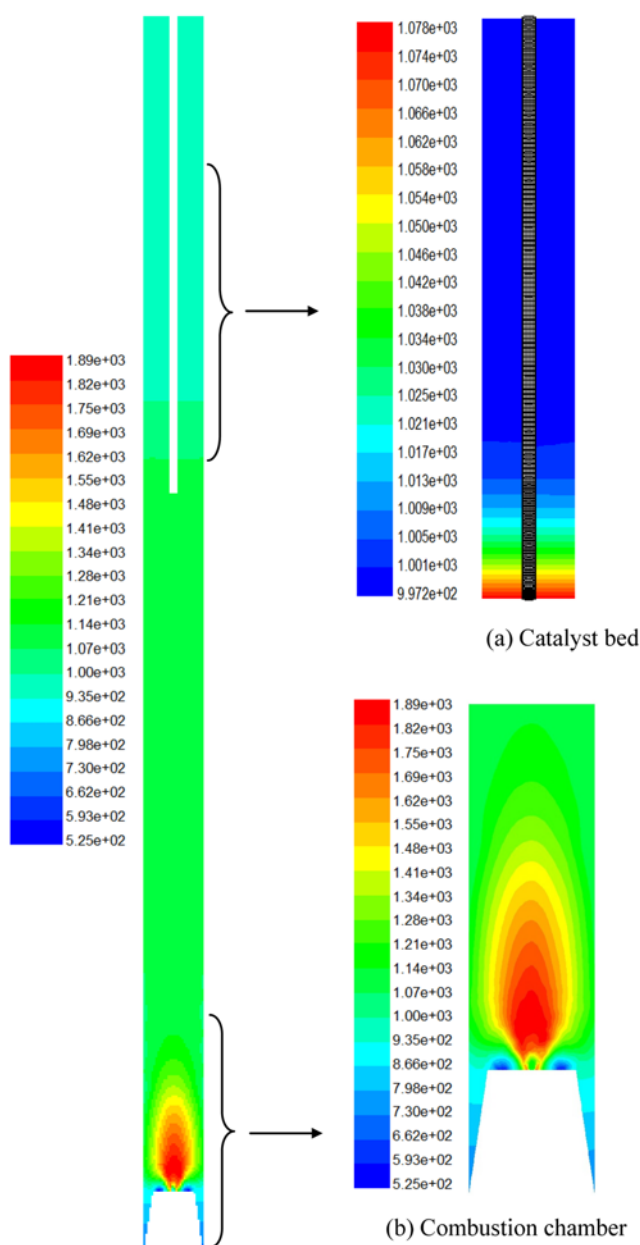 1.078e+03
1.074e+03
1.070e+03
1.066e+03
1.062e+03
1.058e+03
1.054e+03
1.050e+03
1.046e+03
1.042e+03
1.038e+03
1.034e+03
1.030e+03
1.025e+03
1.021e+03
1.017e+03
1.013e+03
1.009e+03
1.005e+03
1.001e+03
9.972e+02
(a) Catalyst bed
1.89e+03
1.82e+03
1.75e+03
1.69e+03
1.62e+03
1.55e+03
1.48e+03
1.41e+03
1.34e+03
1.28e+03
1.21e+03
1.14e+03
1.07e+03
1.00e+03
9.35e+02
8.66e+02
7.98e+02
7.30e+02
6.62e+02
5.93e+02
5.25e+02
1.89e+03
1.82e+03
1.75e+03
1.69e+03
1.62e+03
1.55e+03
1.48e+03
1.41e+03
1.34e+03
1.28e+03
1.21e+03
1.14e+03
1.07e+03
1.00e+03
9.35e+02
8.66e+02
7.98e+02
7.30e+02
6.62e+02
5.93e+02
5.25e+02
(b) Combustion chamber